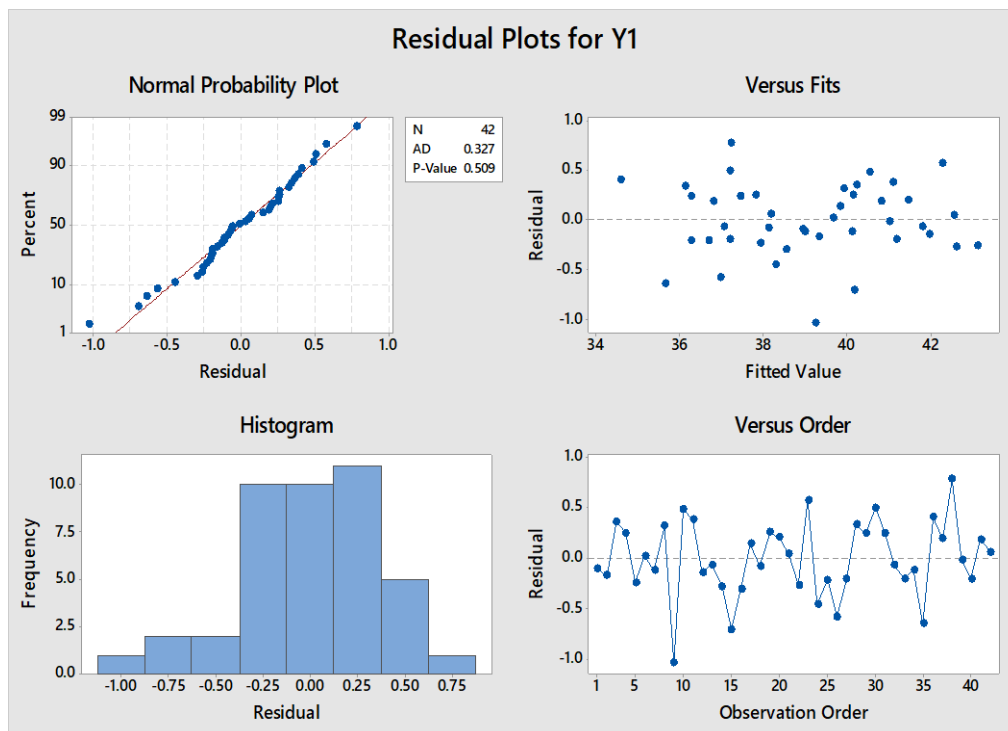 Residual Plots for Y1
Normal Probability Plot
99
90
50
10
1
Percent
-1.0 -0.5 0.0 0.5 1.0
Residual
N 42
AD 0.327
P-Value 0.509
Versus Fits
1.0
0.5
0.0
-0.5
-1.0
Residual
34 36 38 40 42
Fitted Value
Histogram
10.0
7.5
5.0
2.5
0.0
Frequency
-1.00 -0.75 -0.50 -0.25 0.00 0.25 0.50 0.75
Residual
Versus Order
1.0
0.5
0.0
-0.5
-1.0
Residual
1 5 10 15 20 25 30 35 40
Observation Order